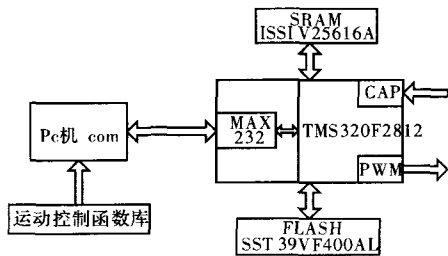 SRAM
ISSI V25616A
CAP
Pc机 com
MAX
232
TMS320F2812
PWM
运动控制函数库
FLASH
SST 39VF400AL